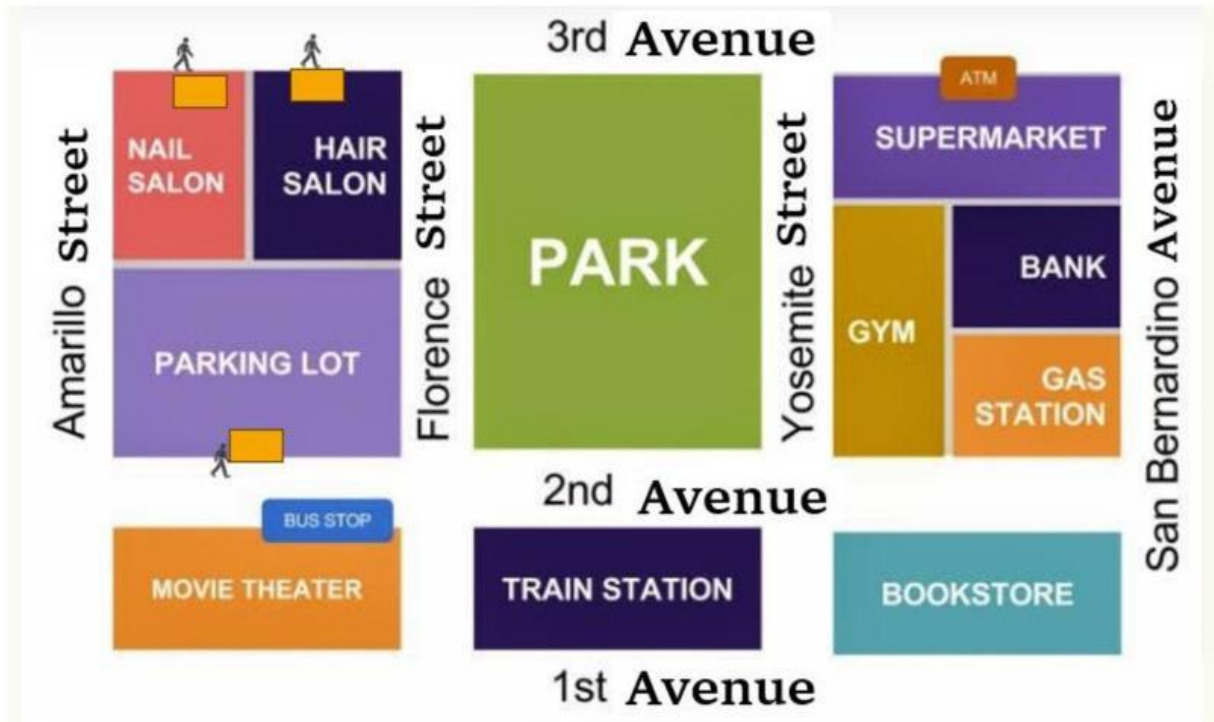 3rd Avenue
ATM
NAIL
SALON
HAIR
SALON
SUPERMARKET
Amarillo Street
Florence Street
PARK
Yosemite Street
San Bernardino Avenue
BANK
GYM
PARKING LOT
GAS
STATION
2nd Avenue
BUS STOP
MOVIE THEATER
TRAIN STATION
BOOKSTORE
1st Avenue